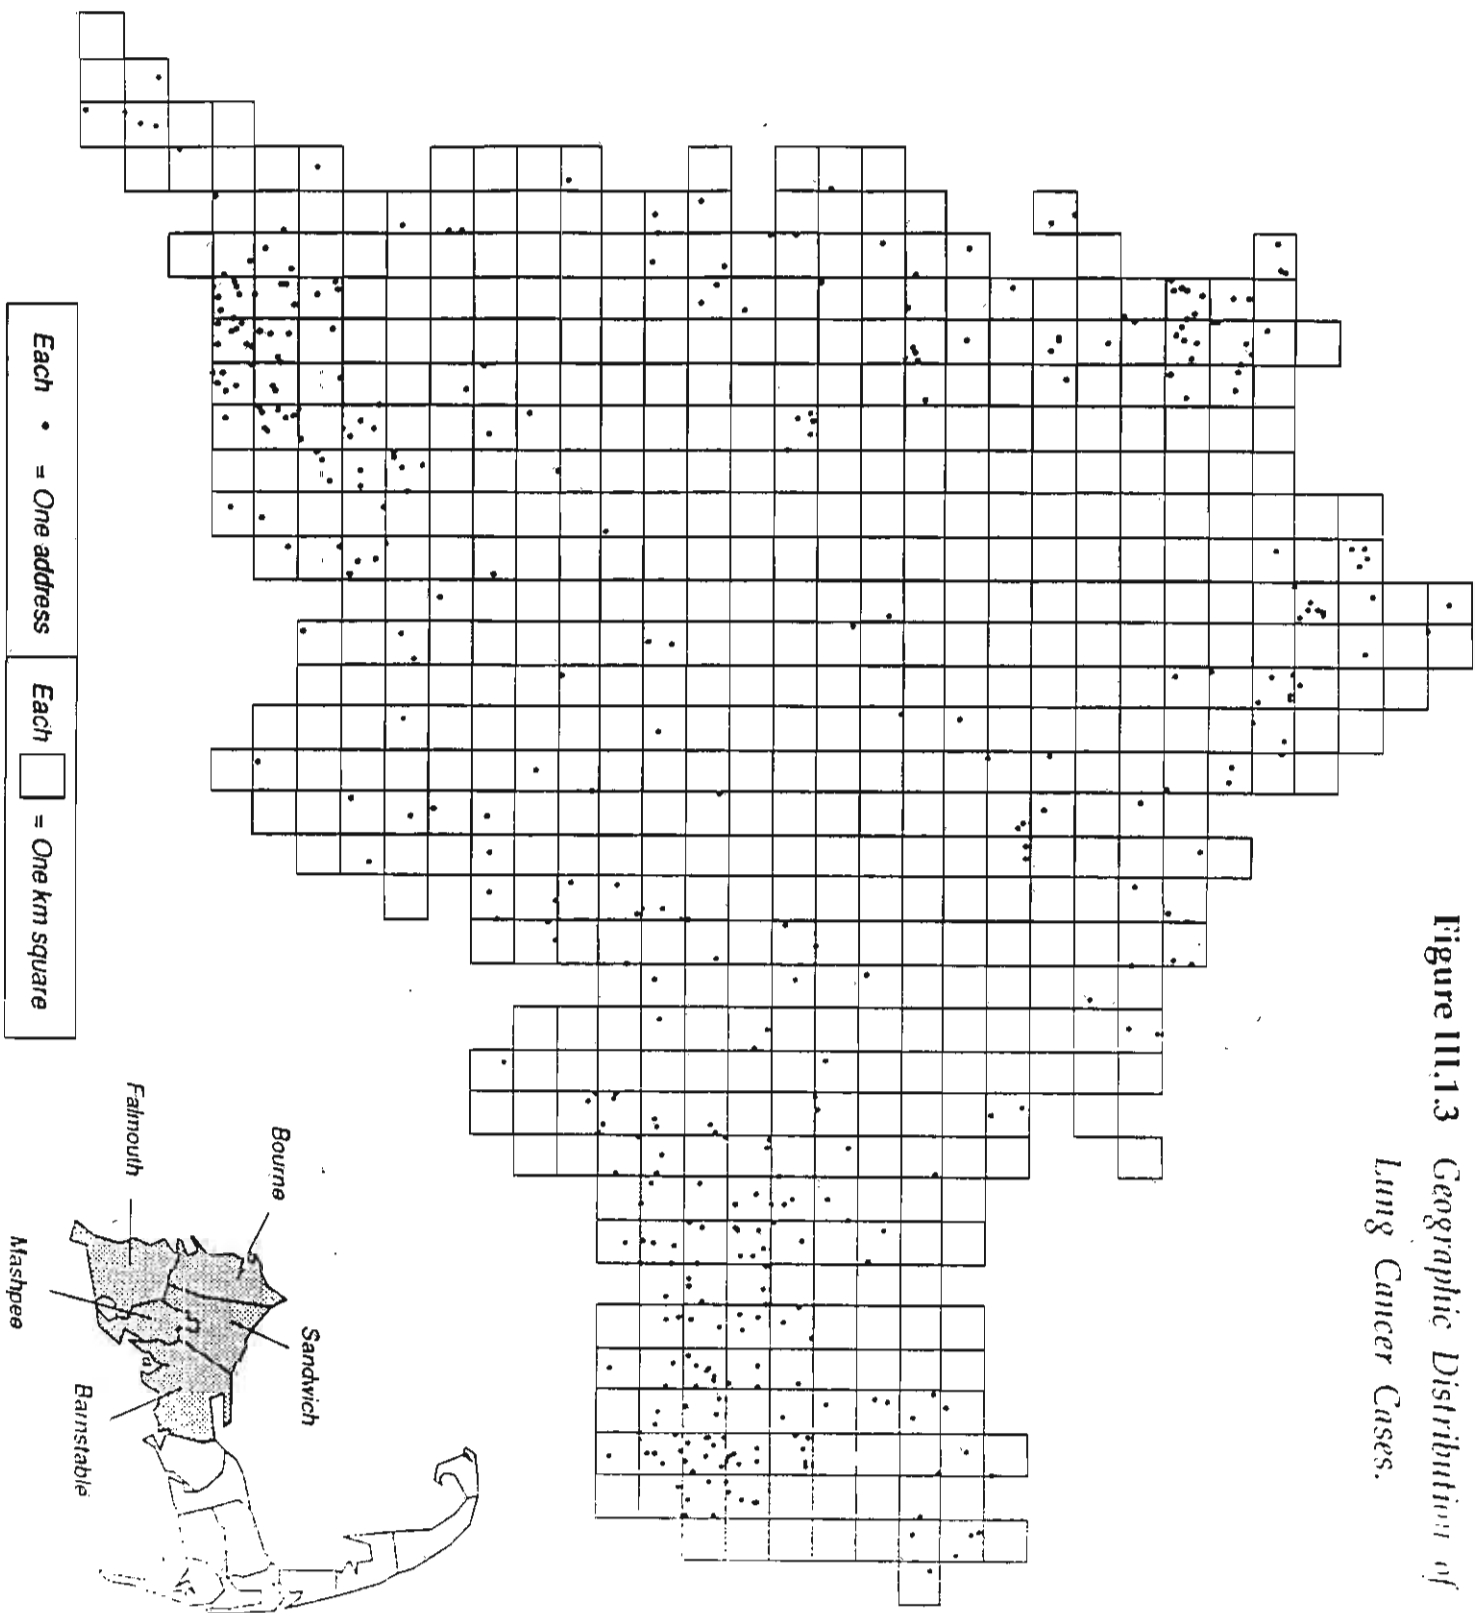 Figure III.1.3 Geographic Distribution of
Lung Cancer Cases.
Bourne
Sandwich
Falmouth
Mashpee
Barnstable
Each • = One address
Each □ = One km square